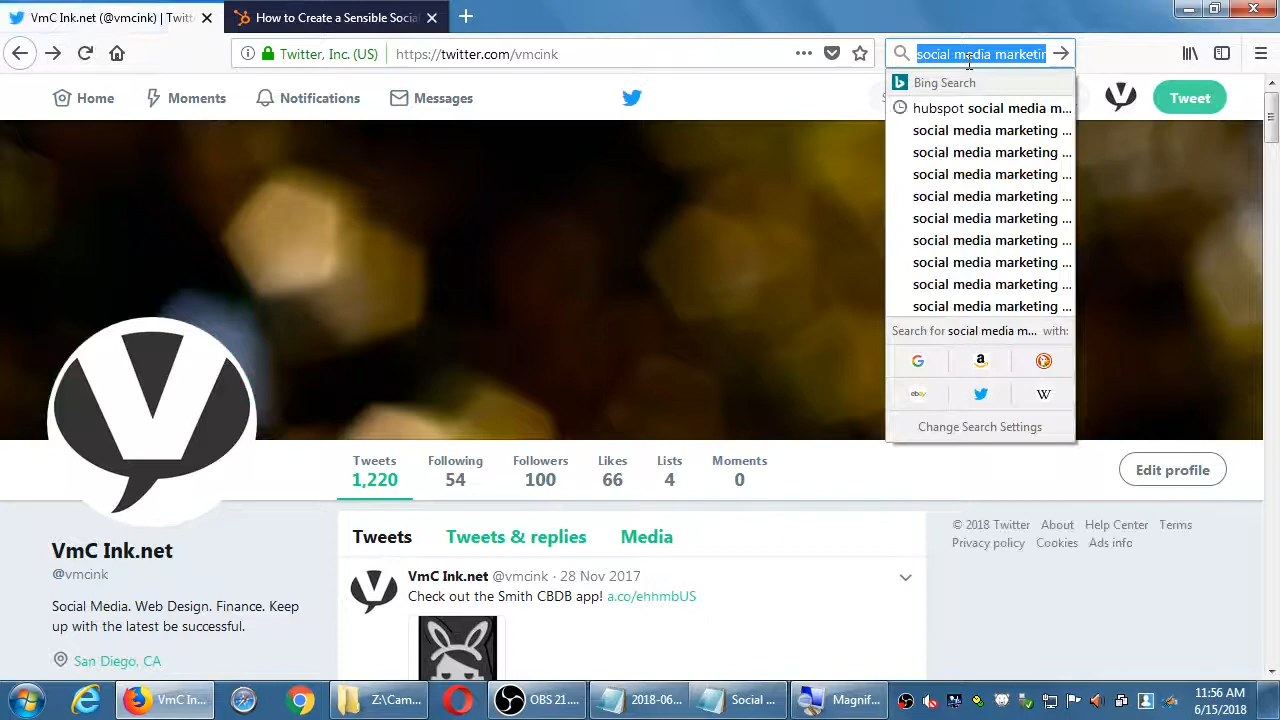 VmC Ink.net (@vmcink) | Twitt
How to Create a Sensible Social
Twitter, Inc. (US)
https://twitter.com/vmcink
social media marketin
Bing Search
hubspot social media m...
social media marketing ...
social media marketing ...
social media marketing ...
social media marketing ...
social media marketing ...
social media marketing ...
social media marketing ...
social media marketing ...
social media marketing ...
Search for social media m... with:
a
ebay
W
Change Search Settings
Home
Moments
Notifications
Messages
Tweet
V
Tweets
1,220
Following
54
Followers
100
Likes
66
Lists
4
Moments
0
Edit profile
VmC Ink.net
@vmcink
Social Media. Web Design. Finance. Keep
up with the latest be successful.
San Diego, CA
Tweets
Tweets & replies
Media
VmC Ink.net @vmcink · 28 Nov 2017
Check out the Smith CBDB app! a.co/ehhmbUS
© 2018 Twitter About Help Center Terms
Privacy policy Cookies Ads info
VmC In...
Z:\Cam...
OBS 21....
2018-06...
Social ...
Magnif...
11:56 AM
6/15/2018